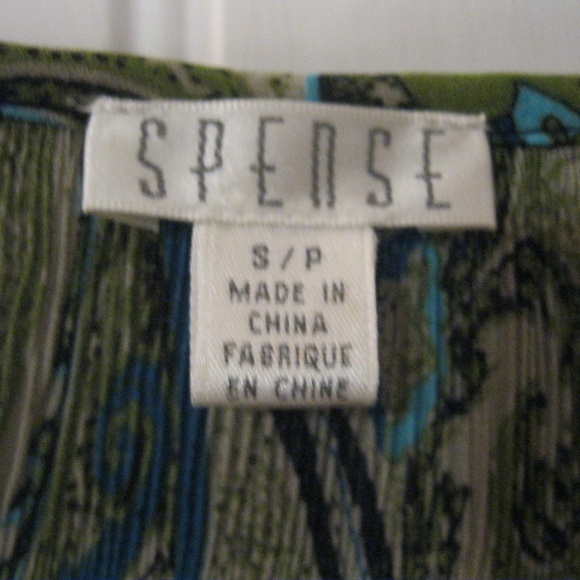 SPENSE
S/P
MADE IN
CHINA
FABRIQUE
EN CHINE